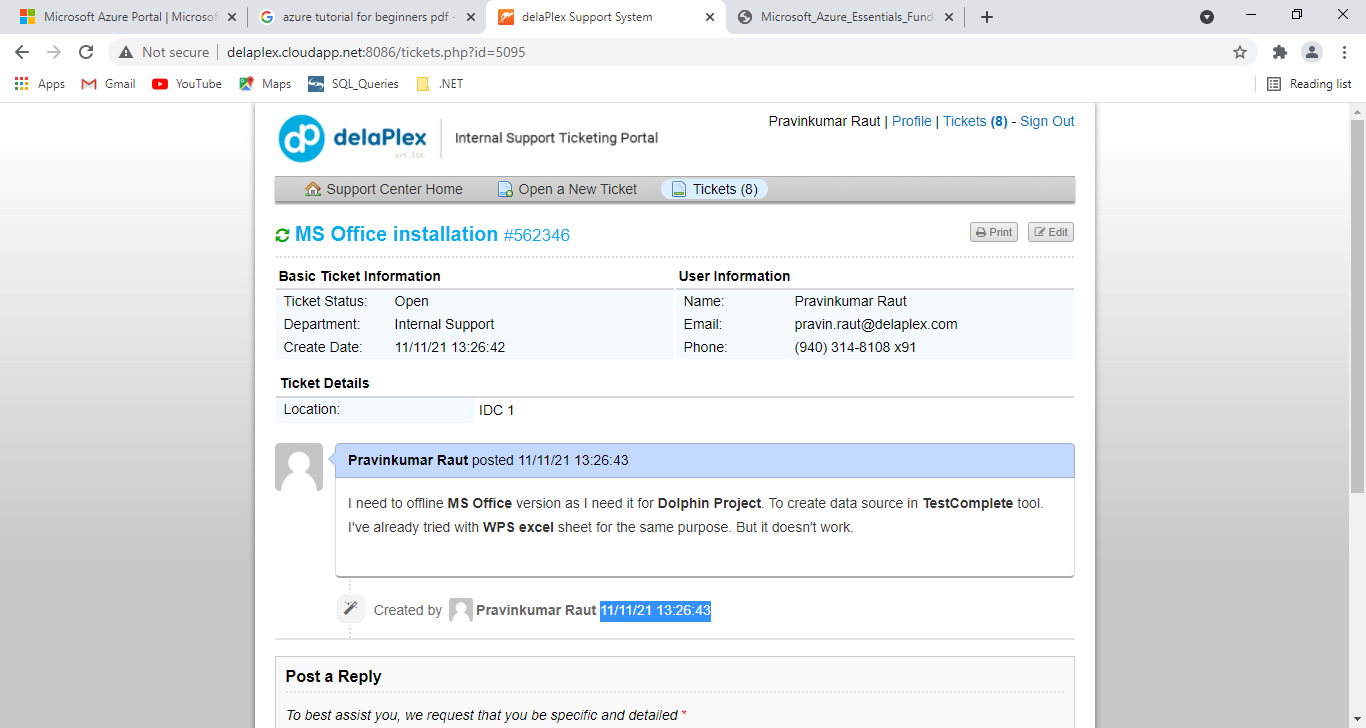 Microsoft Azure Portal | Microsof
azure tutorial for beginners pdf -
delaPlex Support System
Microsoft_Azure_Essentials_Fund
Not secure
delaplex.cloudapp.net:8086/tickets.php?id=5095
Apps
Gmail
YouTube
Maps
SQL_Queries
.NET
Reading list
dp delaPlex
pvt. ltd.
Internal Support Ticketing Portal
Pravinkumar Raut | Profile | Tickets (8) - Sign Out
Support Center Home
Open a New Ticket
Tickets (8)
MS Office installation #562346
Print
Edit
Basic Ticket Information
Ticket Status: Open
Department: Internal Support
Create Date: 11/11/21 13:26:42
User Information
Name: Pravinkumar Raut
Email: pravin.raut@delaplex.com
Phone: (940) 314-8108 x91
Ticket Details
Location: IDC 1
Pravinkumar Raut posted 11/11/21 13:26:43
I need to offline MS Office version as I need it for Dolphin Project. To create data source in TestComplete tool.
I've already tried with WPS excel sheet for the same purpose. But it doesn't work.
Created by Pravinkumar Raut 11/11/21 13:26:43
Post a Reply
To best assist you, we request that you be specific and detailed *